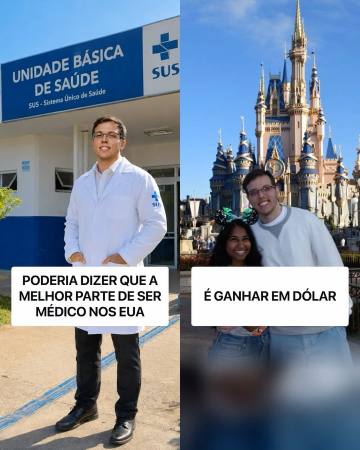 UNIDADE BÁSICA
DE SAÚDE
SUS - Sistema Único de Saúde
SUS
SUS
PODERIA DIZER QUE A
MELHOR PARTE DE SER
MÉDICO NOS EUA
É GANHAR EM DÓLAR